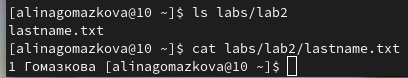 [alinagomazkova@10 ~]$ ls labs/lab2
lastname.txt
[alinagomazkova@10 ~]$ cat labs/lab2/lastname.txt
1 Гомазкова [alinagomazkova@10 ~]$